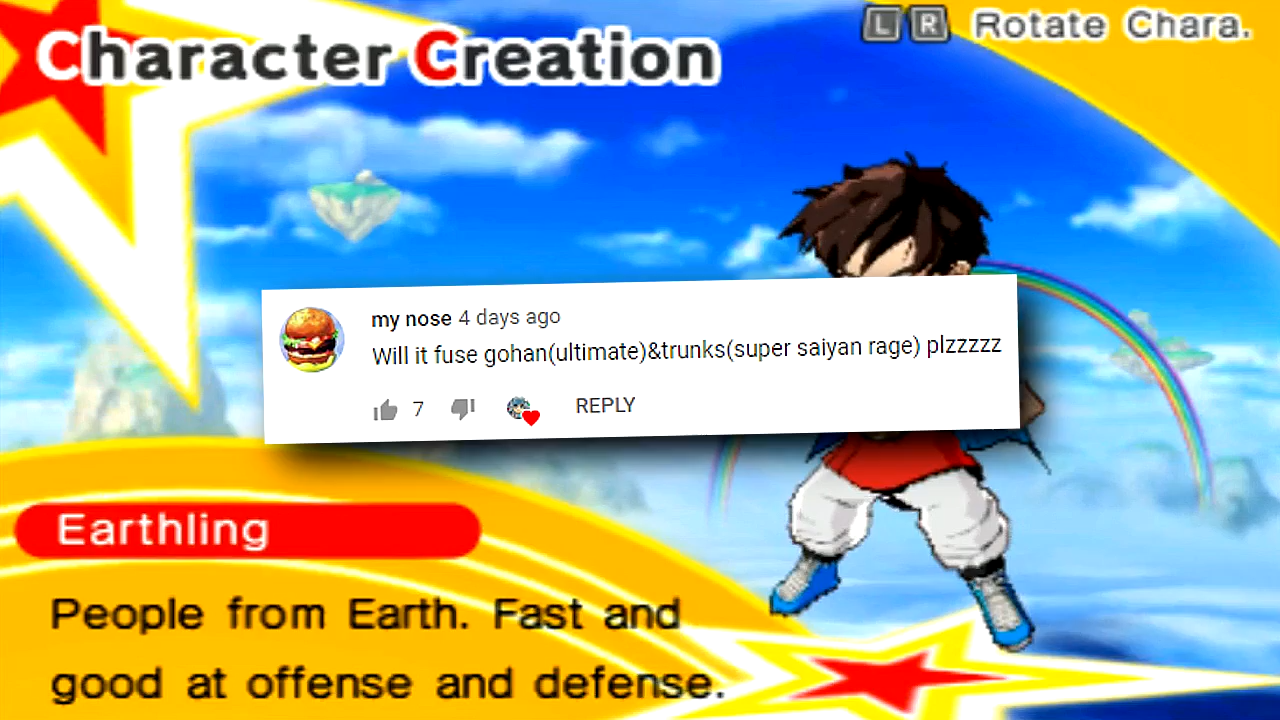 Character Creation
L R Rotate Chara.
my nose 4 days ago
Will it fuse gohan(ultimate)&trunks(super saiyan rage) plzzzzz
7 REPLY
Earthling
People from Earth. Fast and
good at offense and defense.